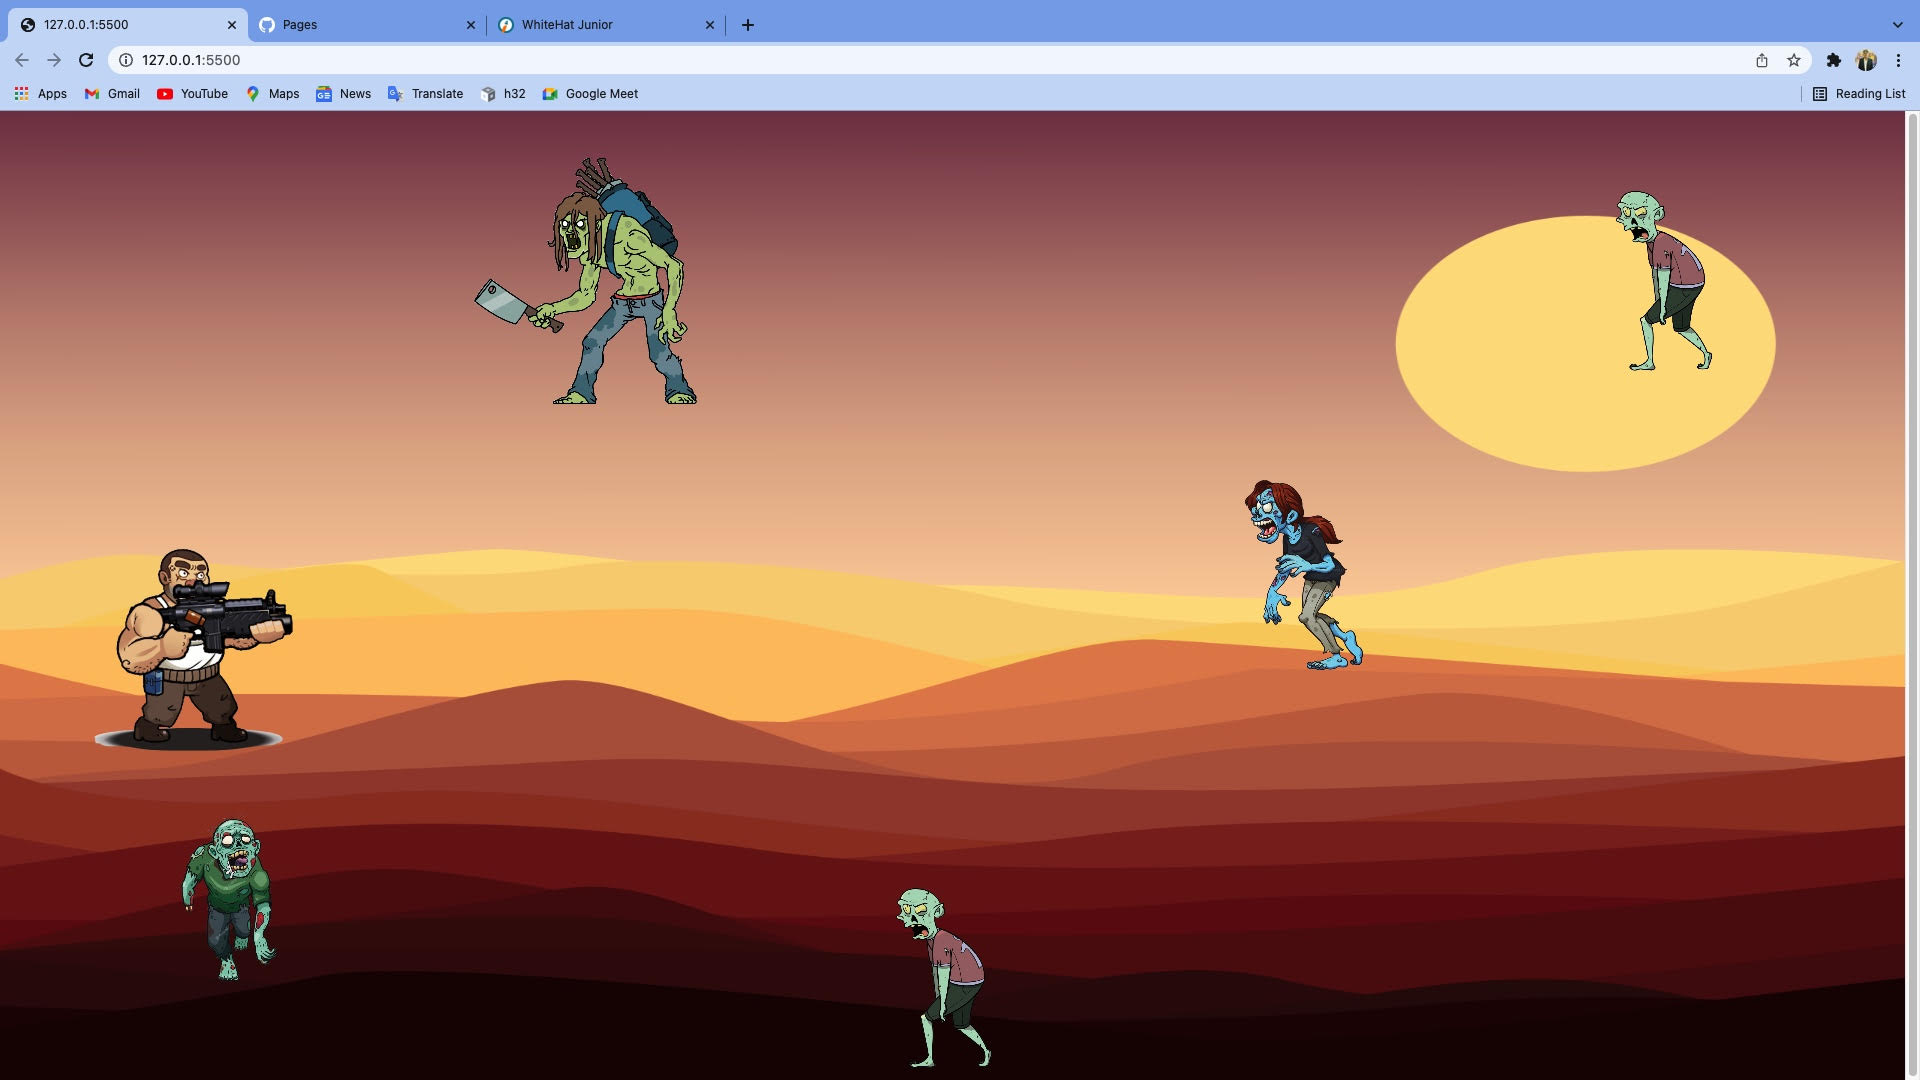 127.0.0.1:5500
Pages
WhiteHat Junior
127.0.0.1:5500
Apps
Gmail
YouTube
Maps
News
Translate
h32
Google Meet
Reading List